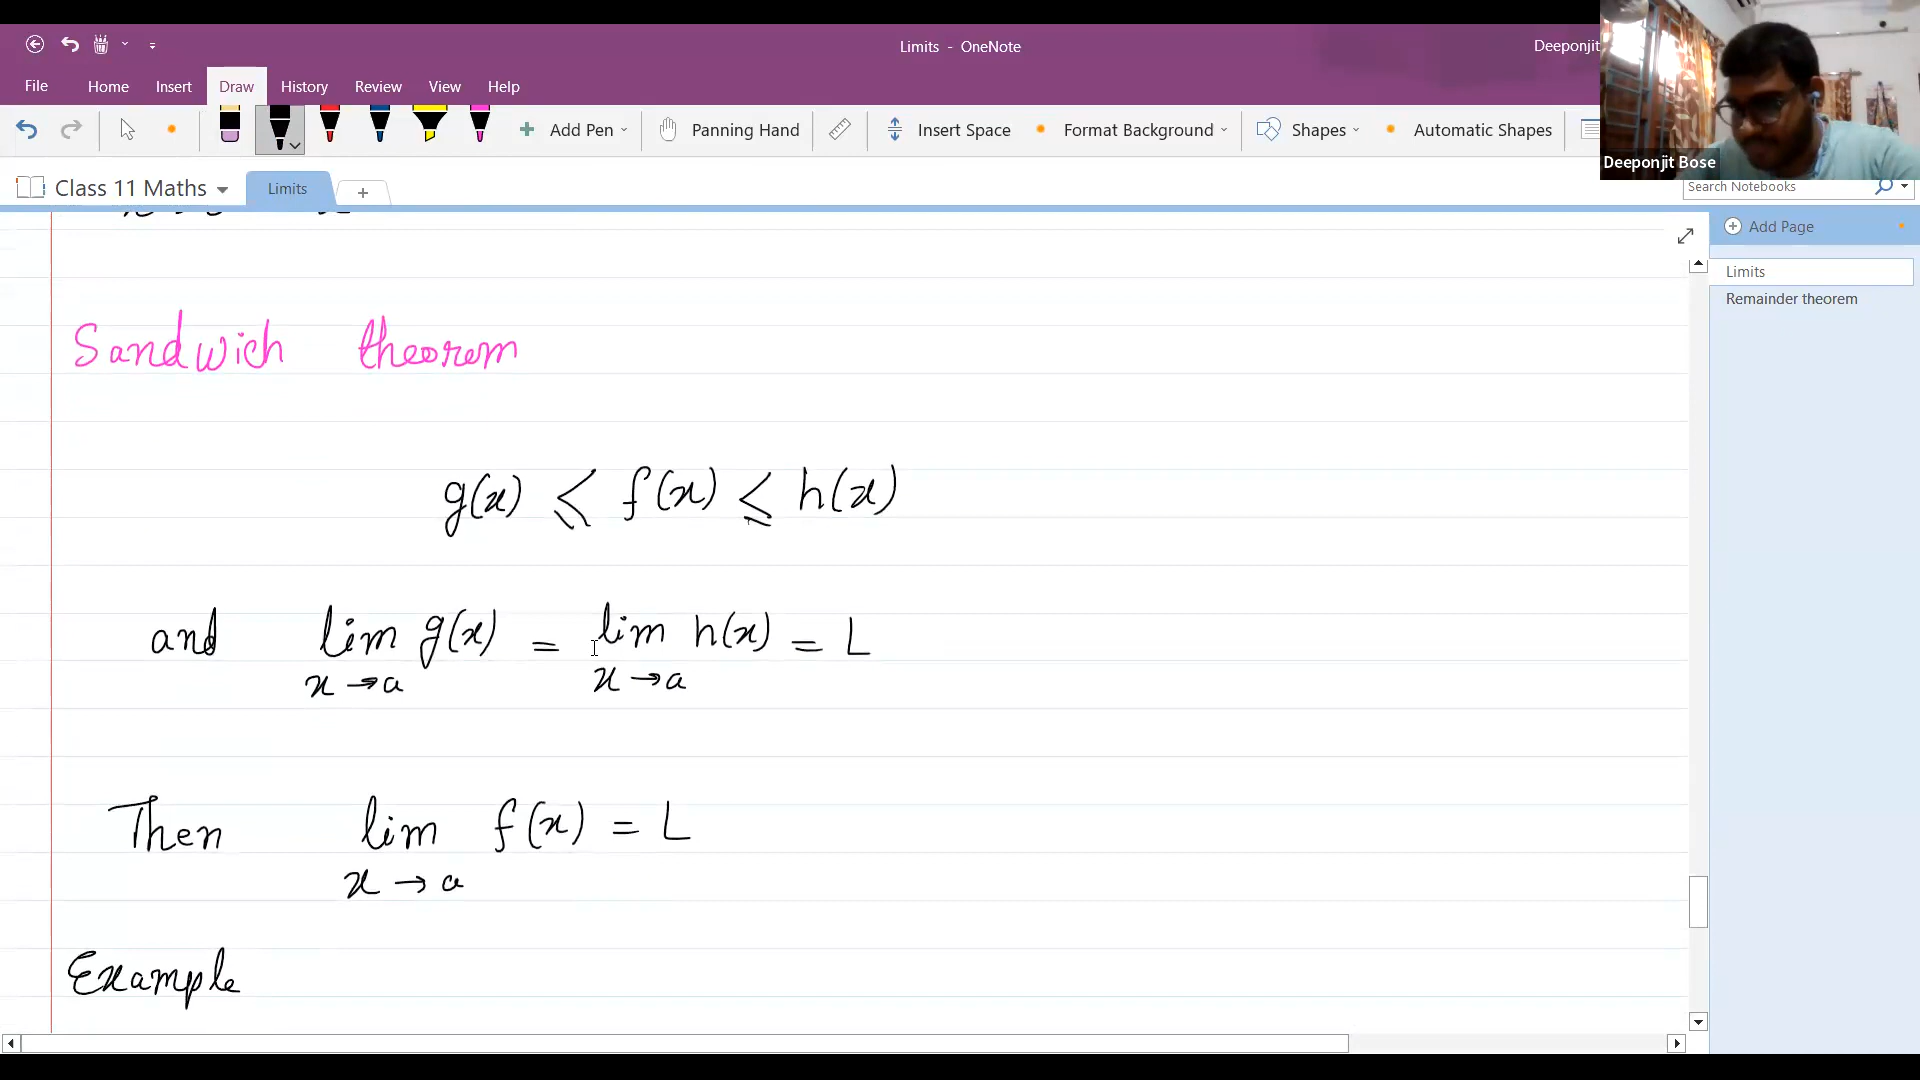 Limits - OneNote
Deeponjit
File Home Insert Draw History Review View Help
Add Pen Panning Hand Insert Space Format Background Shapes Automatic Shapes
Deeponjit Bose
Class 11 Maths Limits +
Search Notebooks
Add Page
Limits
Remainder theorem
Sandwich theorem
g(x) ≤ f(x) ≤ h(x)
and lim g(x) = lim h(x) = L
x → a x → a
Then lim f(x) = L
x → a
Example